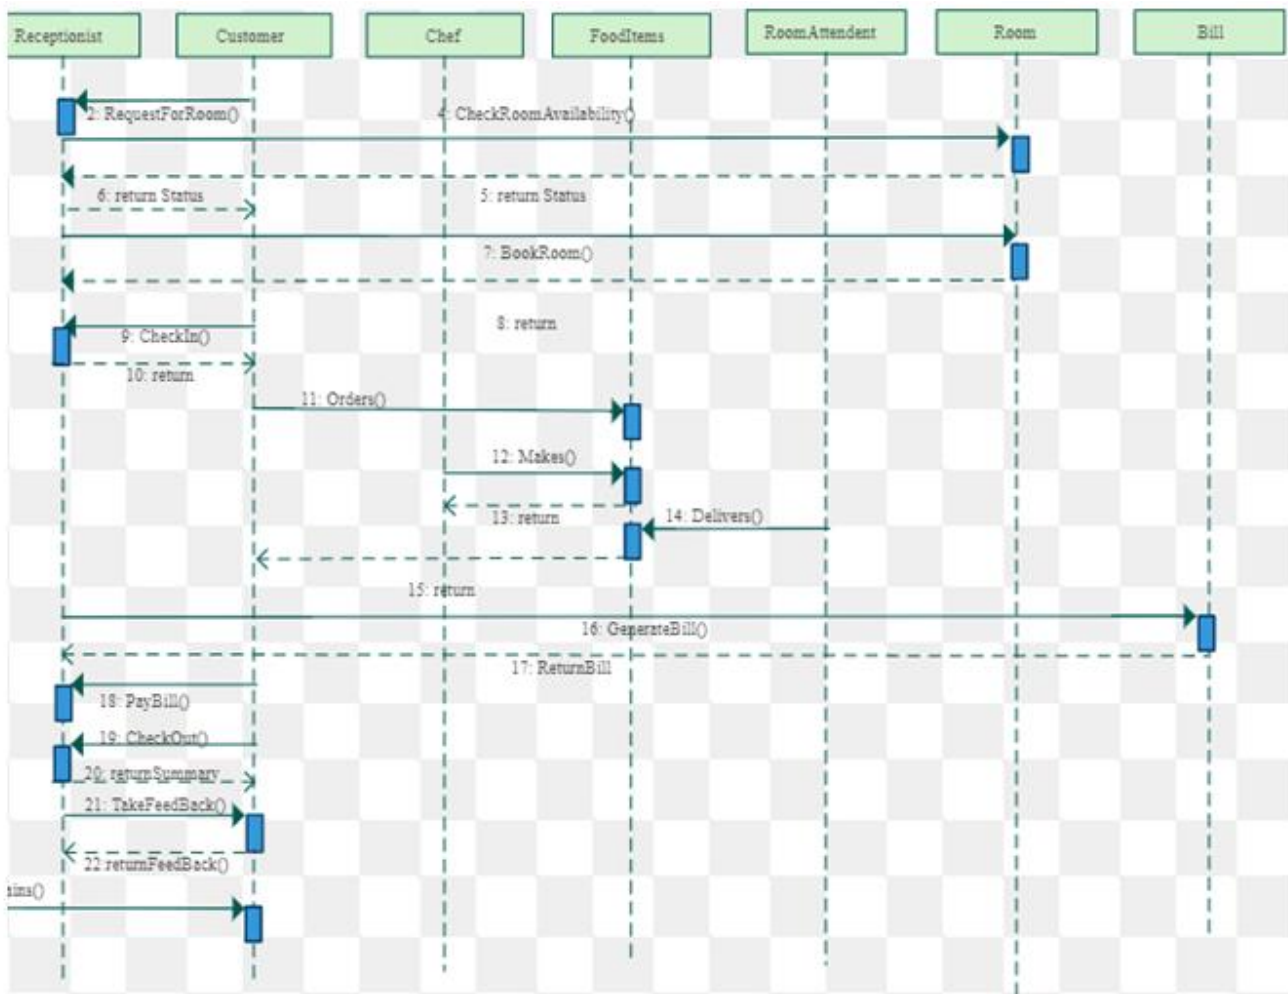 Receptionist
Customer
Chef
FoodItems
RoomAttendent
Room
Bill
2: RequestForRoom()
4: CheckRoomAvailability()
6: return Status
5: return Status
7: BookRoom()
8: return
9: CheckIn()
10: return
11: Orders()
12: Makes()
13: return
14: Delivers()
15: return
16: GenerateBill()
17: ReturnBill
18: PayBill()
19: CheckOut()
20: returnSummary
21: TakeFeedBack()
22:returnFeedBack()